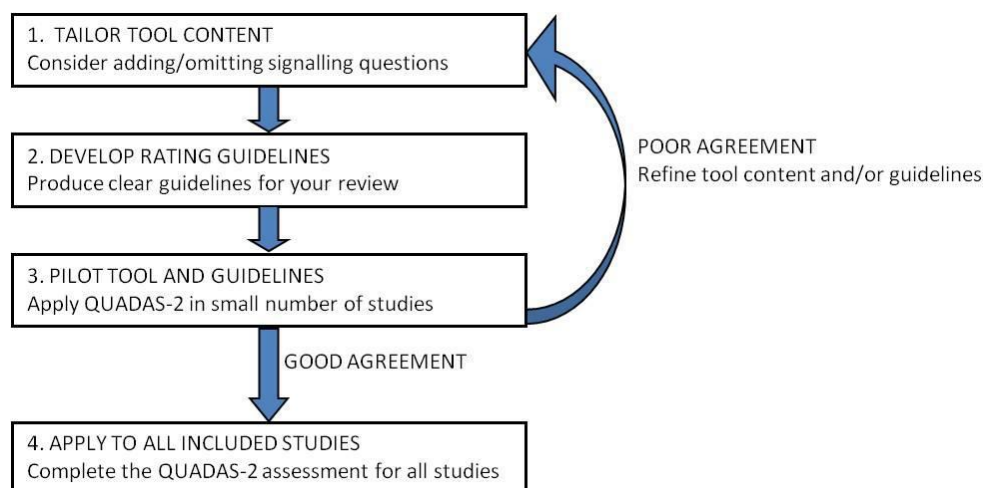 1. TAILOR TOOL CONTENT
Consider adding/omitting signalling questions
2. DEVELOP RATING GUIDELINES
Produce clear guidelines for your review
POOR AGREEMENT
Refine tool content and/or guidelines
3. PILOT TOOL AND GUIDELINES
Apply QUADAS-2 in small number of studies
GOOD AGREEMENT
4. APPLY TO ALL INCLUDED STUDIES
Complete the QUADAS-2 assessment for all studies